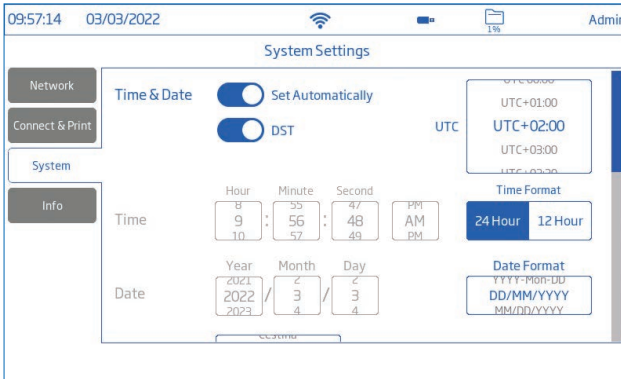 09:57:14 03/03/2022 1% Admin
System Settings
Network
Connect & Print
System
Info
Time & Date Set Automatically
DST
UTC
UTC+01:00
UTC+02:00
UTC+03:00
Hour Minute Second
Time
8 55 47 PM
9 : 56 : 48 AM
10 57 49 PM
Time Format
24 Hour 12 Hour
Year Month Day
Date
2021 2 2
2022 / 3 / 3
2023 4 4
Date Format
YYYY-Mon-DD
DD/MM/YYYY
MM/DD/YYYY